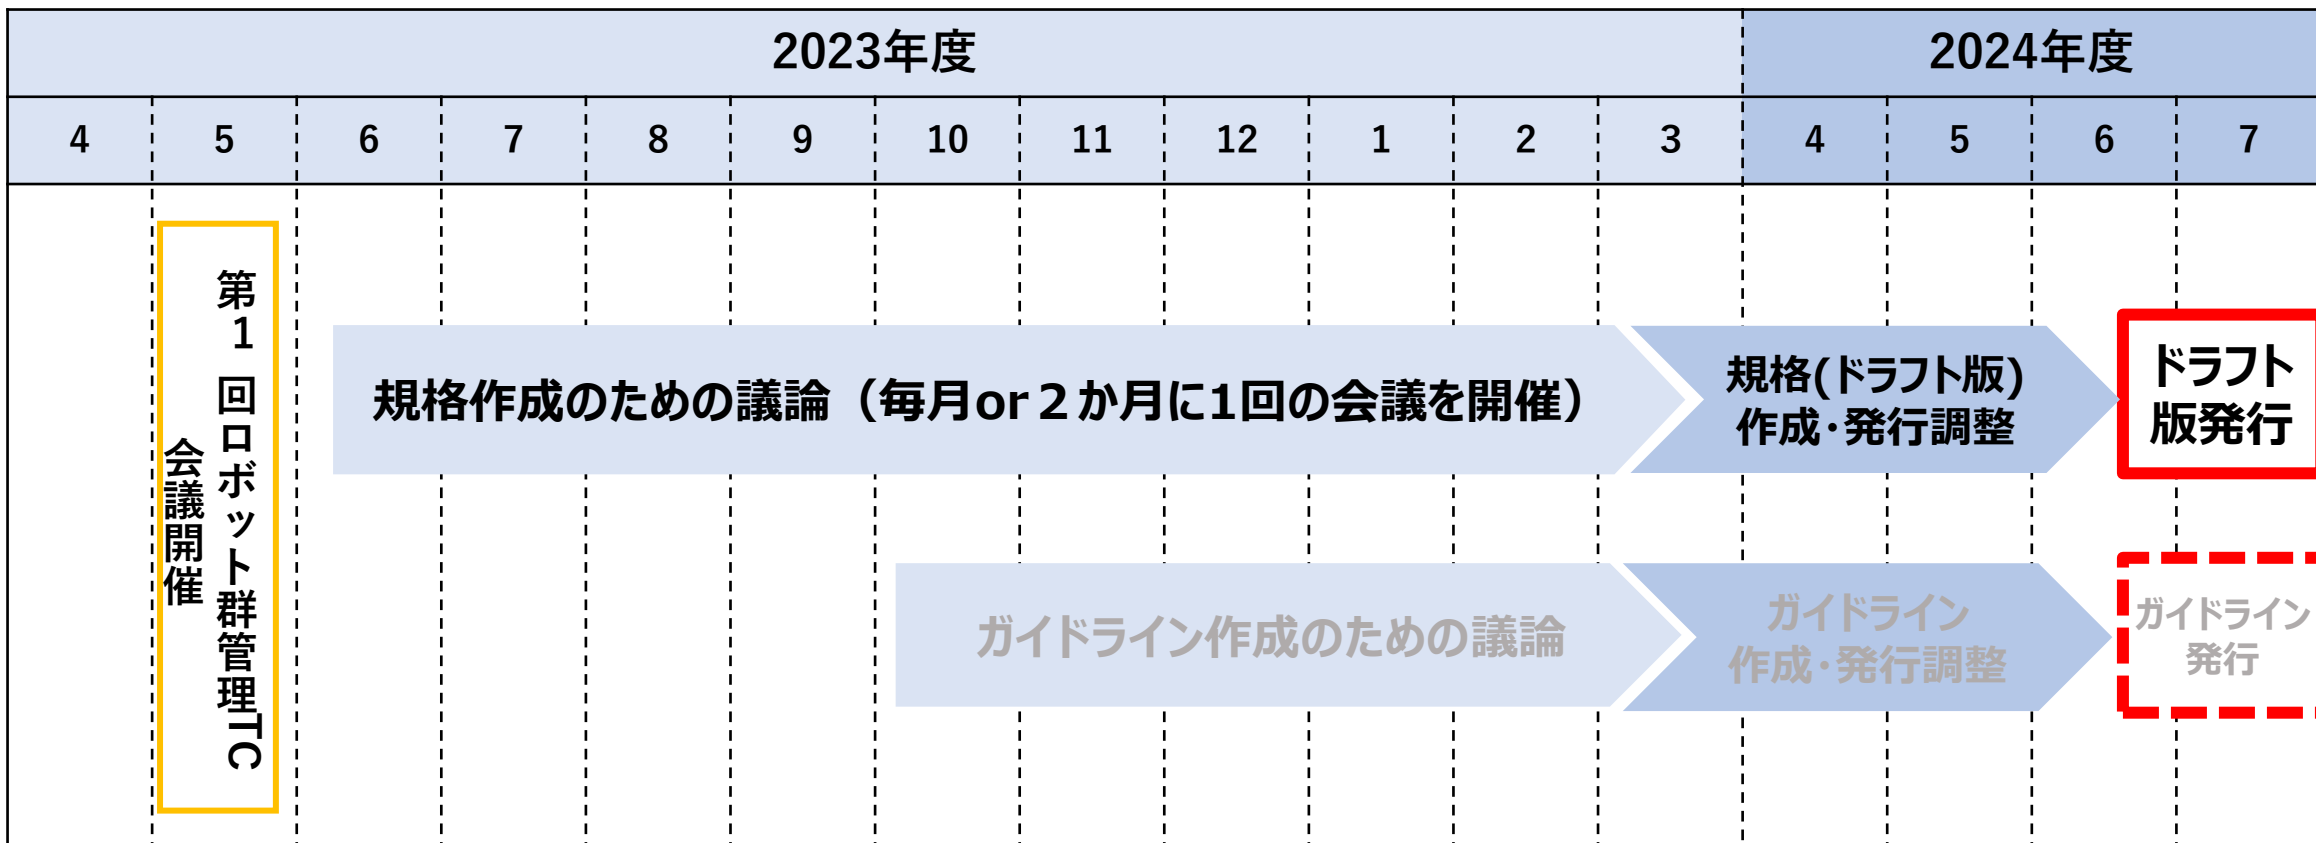 2023年度
2024年度
4 5 6 7 8 9 10 11 12 1 2 3 4 5 6 7
第1回ロボット群管理TC
会議開催
規格作成のための議論（毎月or２か月に1回の会議を開催）
規格(ドラフト版)
作成･発行調整
ドラフト
版発行
ガイドライン作成のための議論
ガイドライン
作成･発行調整
ガイドライン
発行